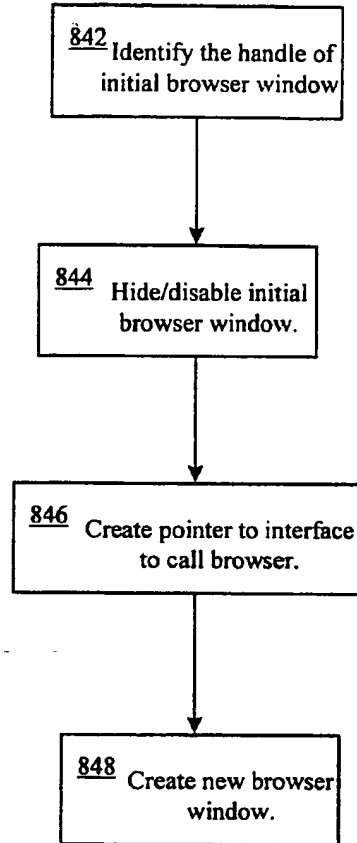 842 Identify the handle of
initial browser window
844 Hide/disable initial
browser window.
846 Create pointer to interface
to call browser.
848 Create new browser
window.